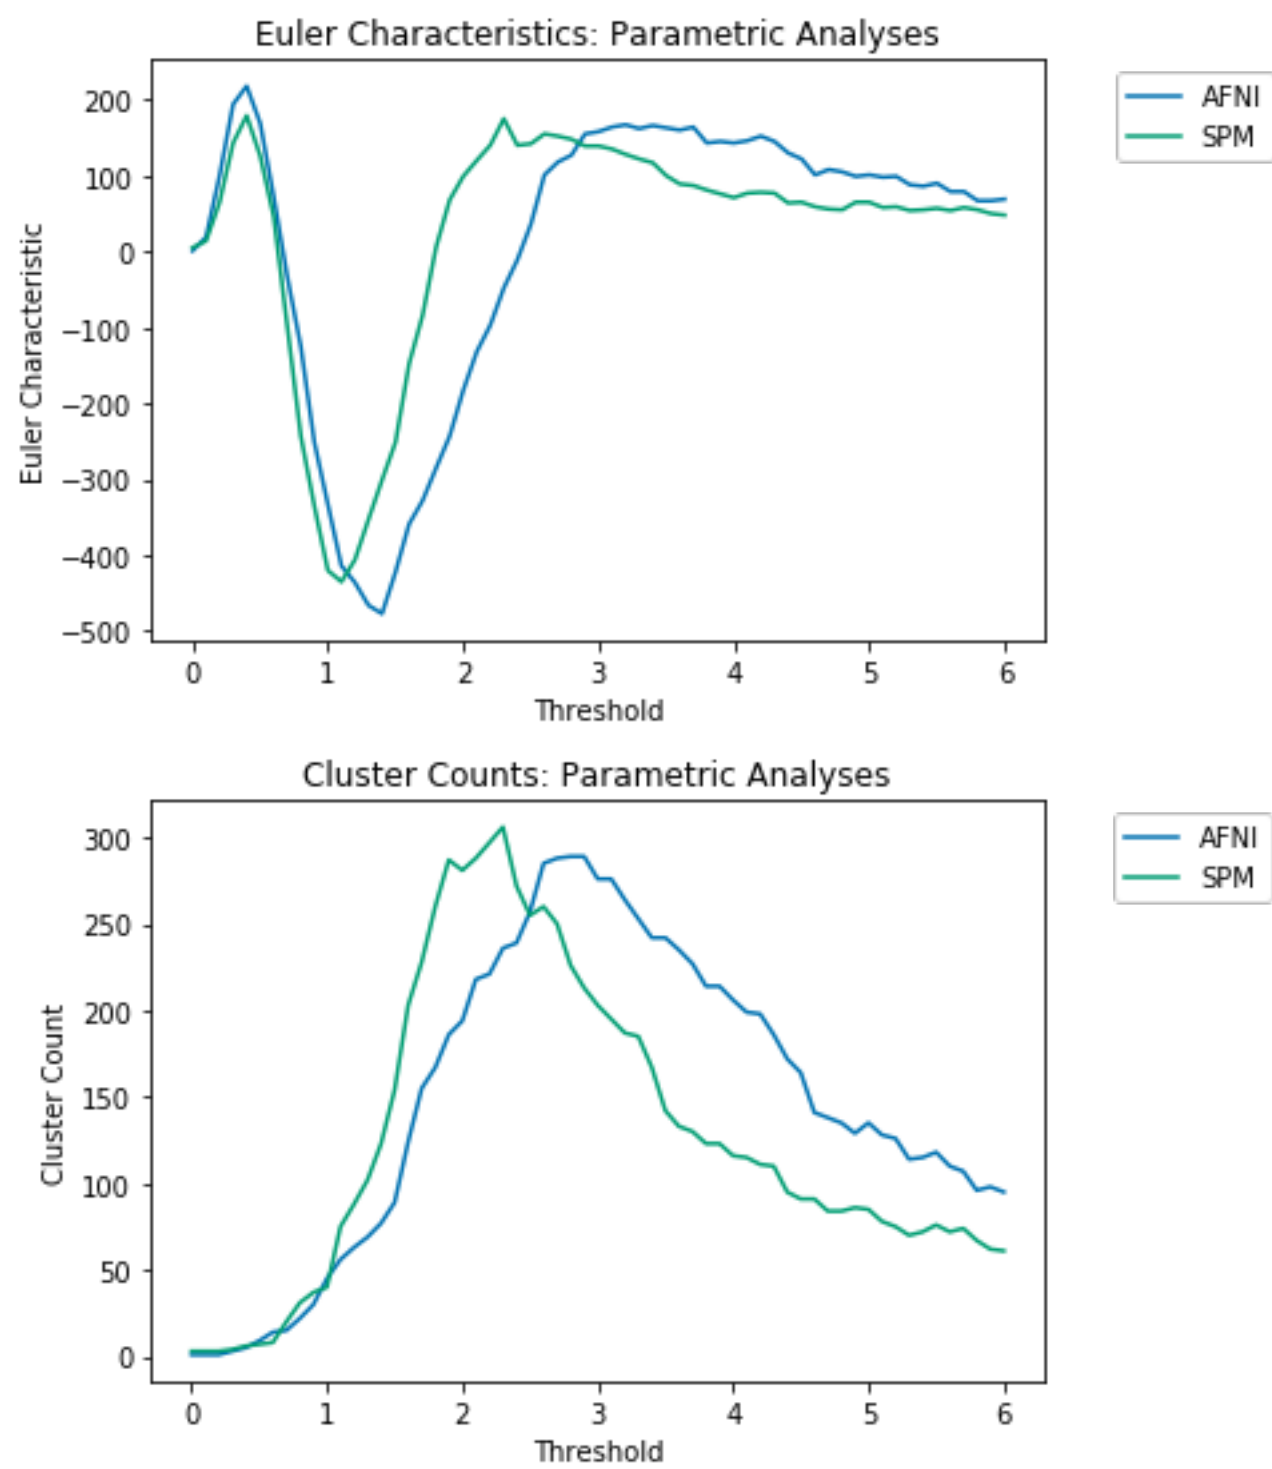 Euler Characteristics: Parametric Analyses
AFNI
SPM
200
100
0
−100
−200
−300
−400
−500
Euler Characteristic
0 1 2 3 4 5 6
Threshold
Cluster Counts: Parametric Analyses
AFNI
SPM
300
250
200
150
100
50
0
Cluster Count
0 1 2 3 4 5 6
Threshold